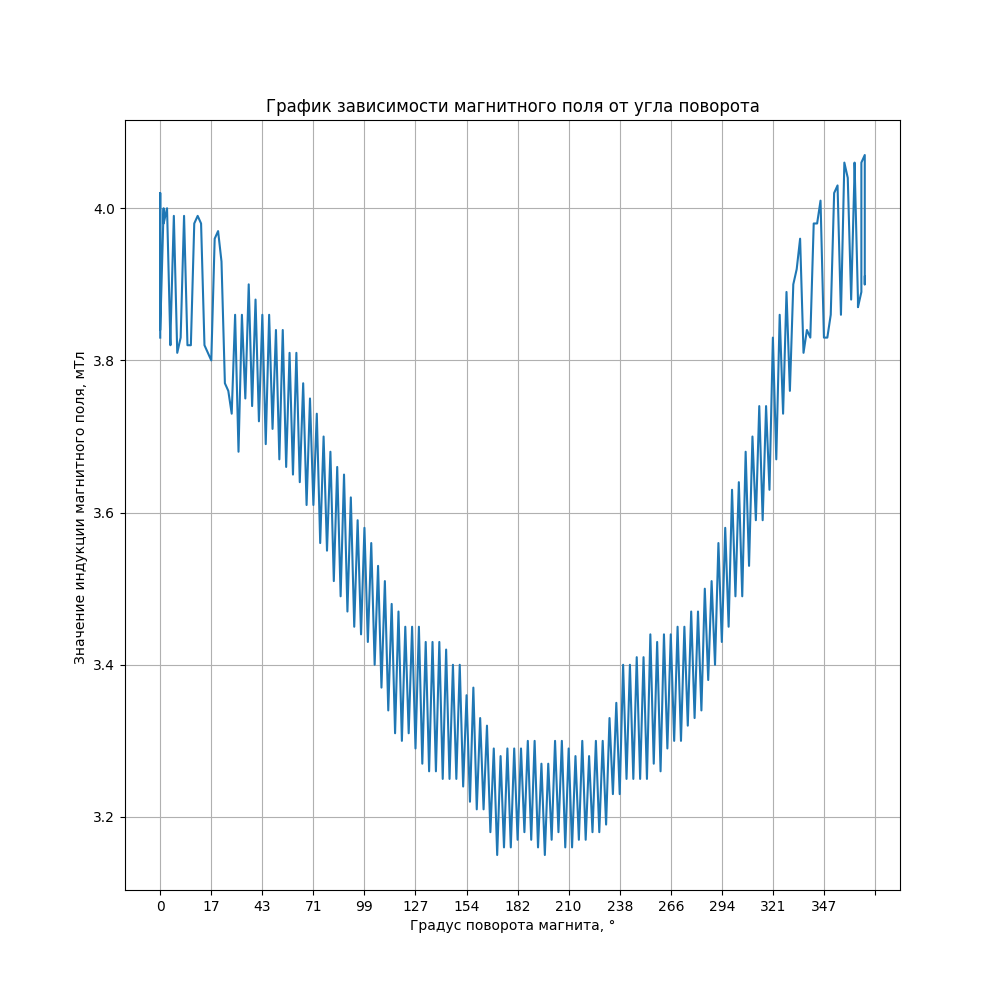 График зависимости магнитного поля от угла поворота
Значение индукции магнитного поля, мТл
4.0
3.8
3.6
3.4
3.2
0 17 43 71 99 127 154 182 210 238 266 294 321 347
Градус поворота магнита, °